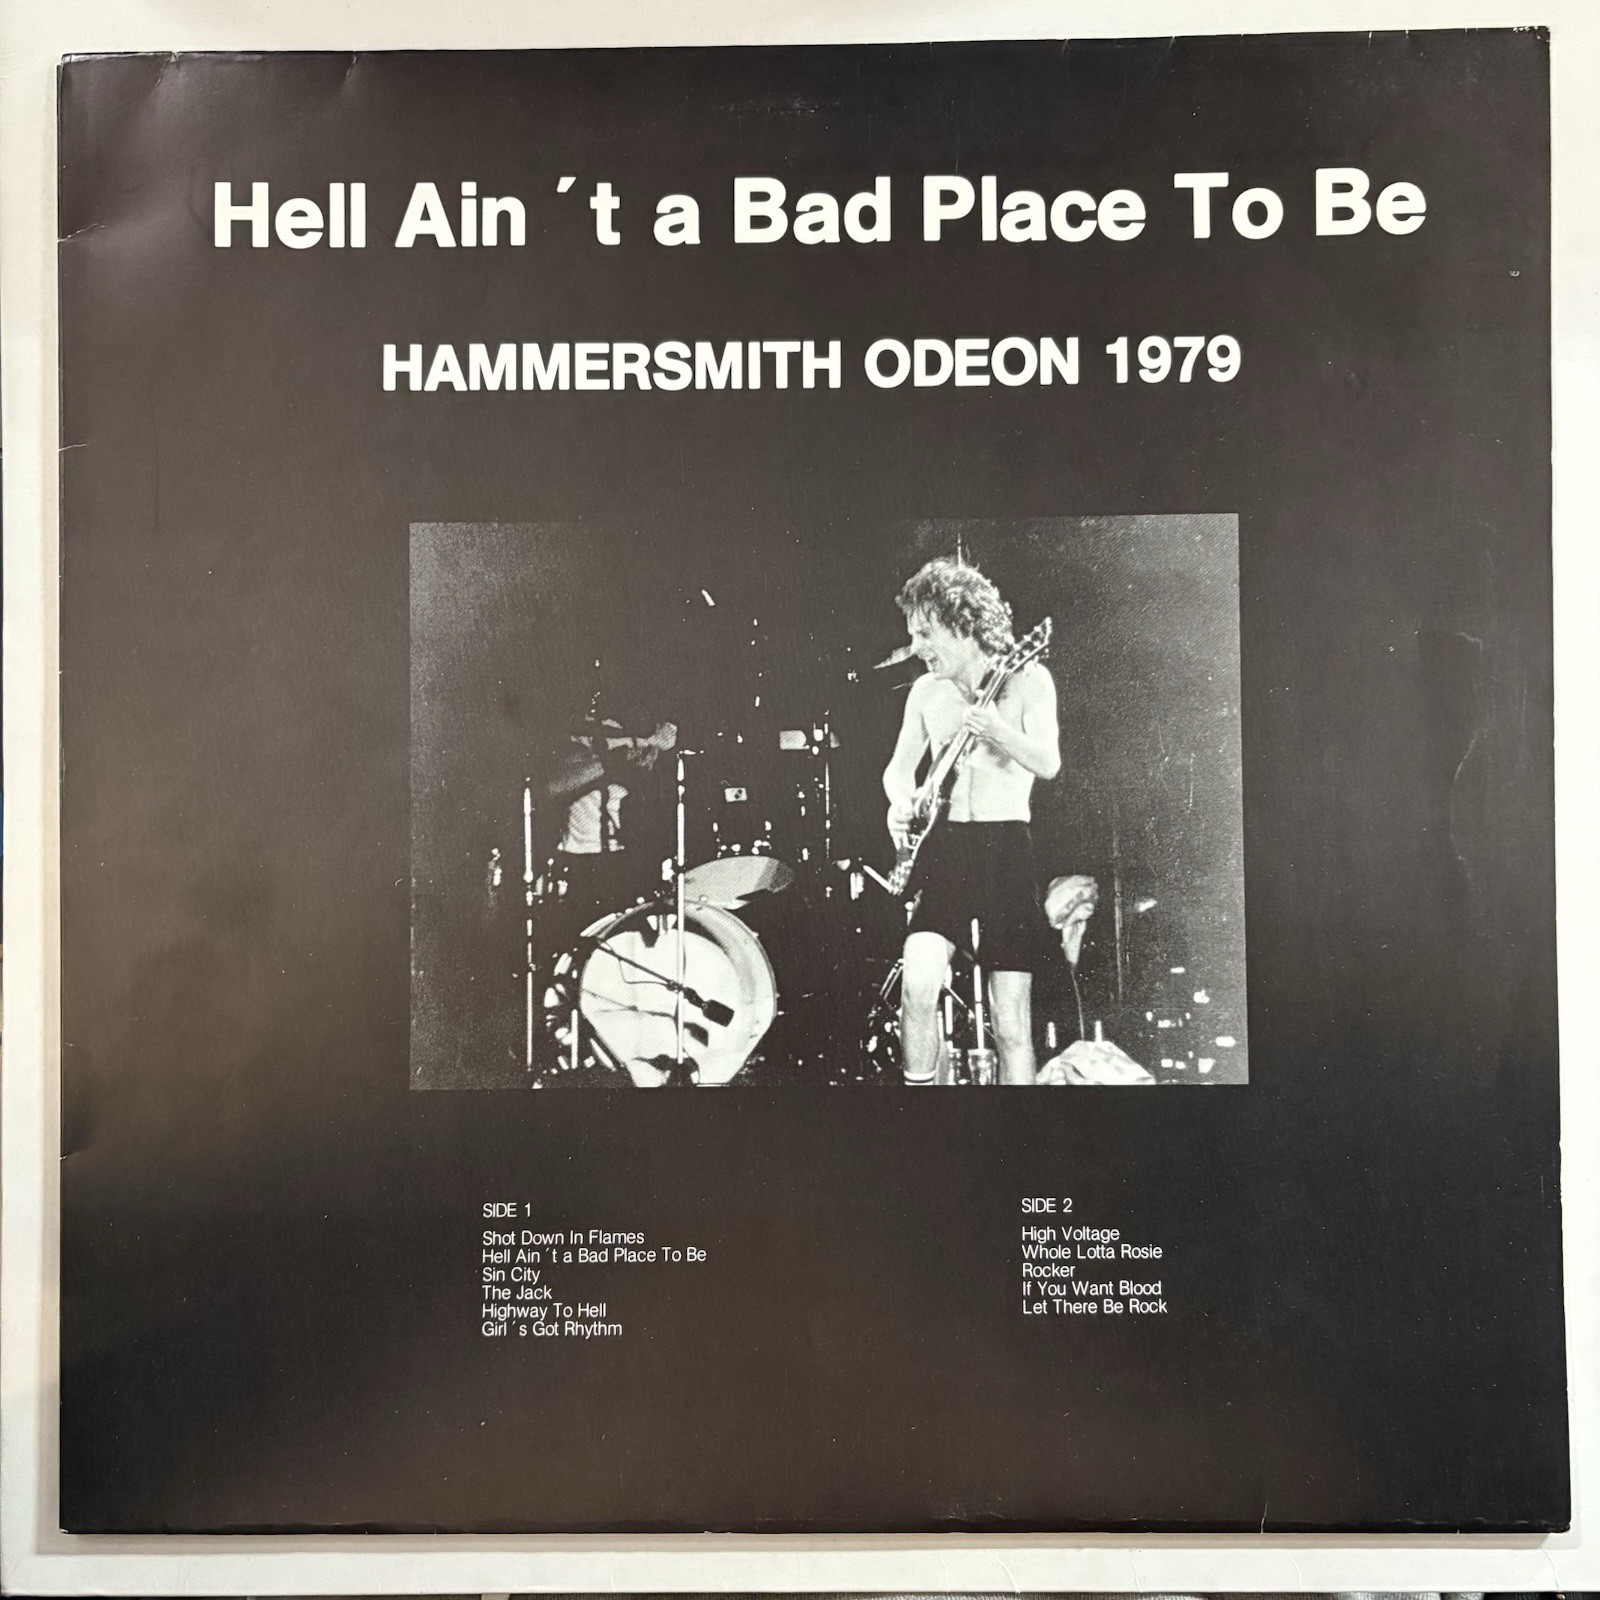 Hell Ain ´t a Bad Place To Be
HAMMERSMITH ODEON 1979
SIDE 1
Shot Down In Flames
Hell Ain ´t a Bad Place To Be
Sin City
The Jack
Highway To Hell
Girl ´s Got Rhythm
SIDE 2
High Voltage
Whole Lotta Rosie
Rocker
If You Want Blood
Let There Be Rock